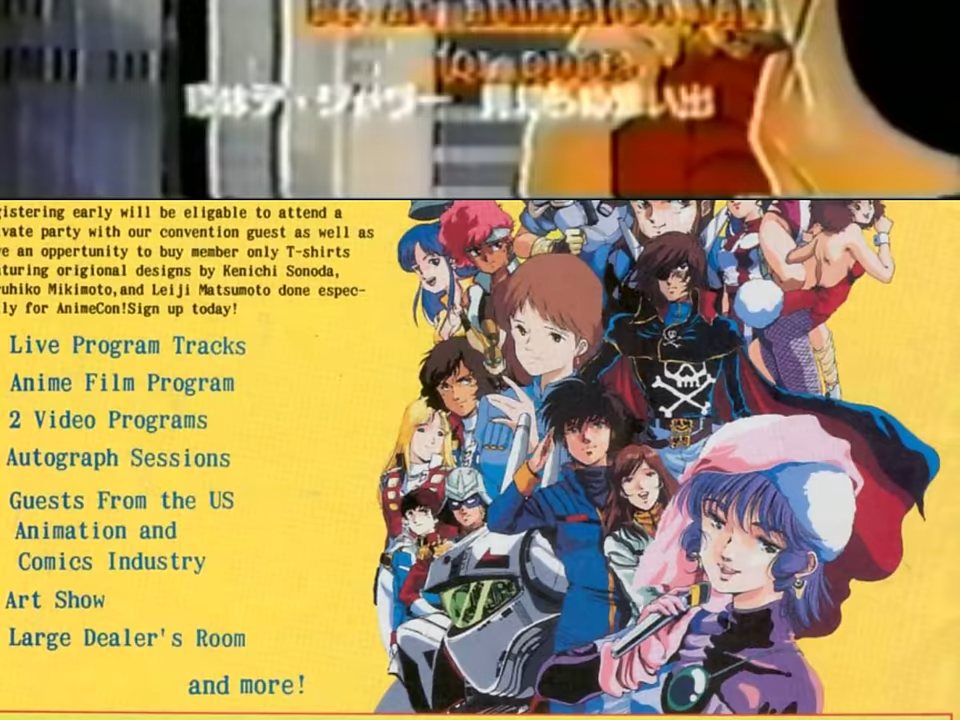 gistering early will be eligable to attend a
vate party with our convention guest as well as
e an oppertunity to buy member only T-shirts
turing origional designs by Kenichi Sonoda,
uhiko Mikimoto,and Leiji Matsumoto done espec-
ly for AnimeCon!Sign up today!
Live Program Tracks
Anime Film Program
2 Video Programs
Autograph Sessions
Guests From the US
Animation and
Comics Industry
Art Show
Large Dealer's Room
and more!